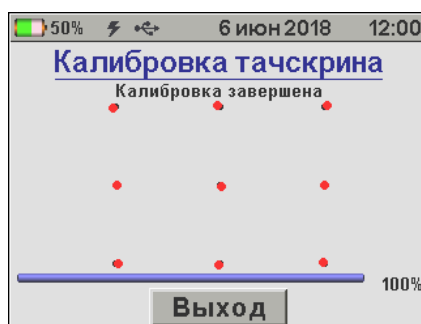 50% 6 июн 2018 12:00
Калибровка тачскрина
Калибровка завершена
100%
Выход